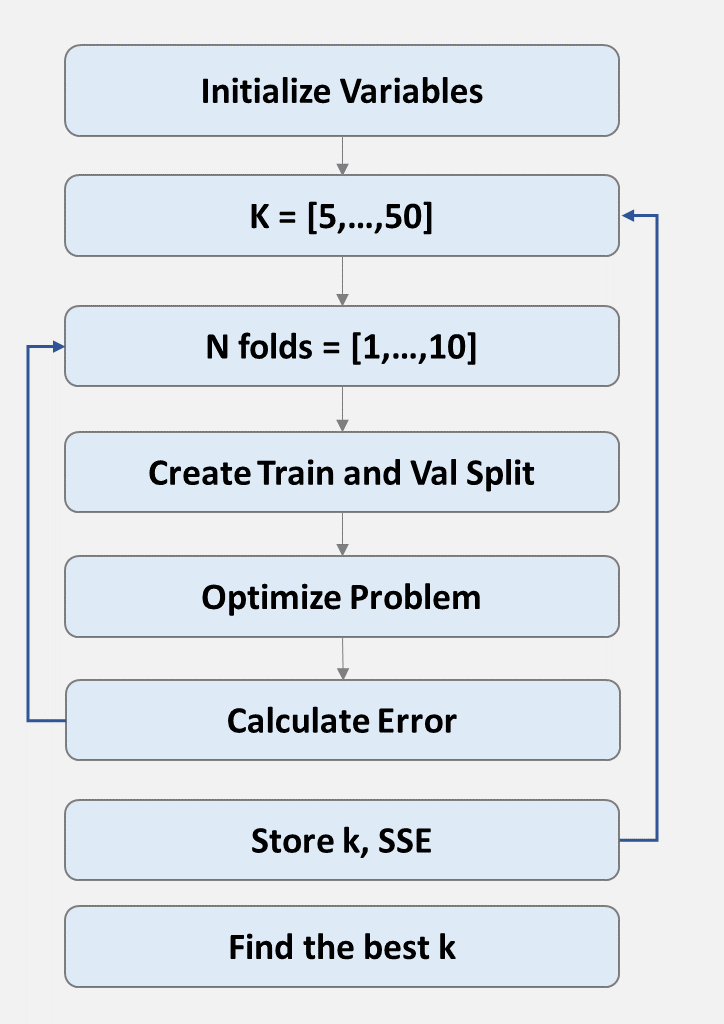 Initialize Variables
K = [5,...,50]
N folds = [1,...,10]
Create Train and Val Split
Optimize Problem
Calculate Error
Store k, SSE
Find the best k